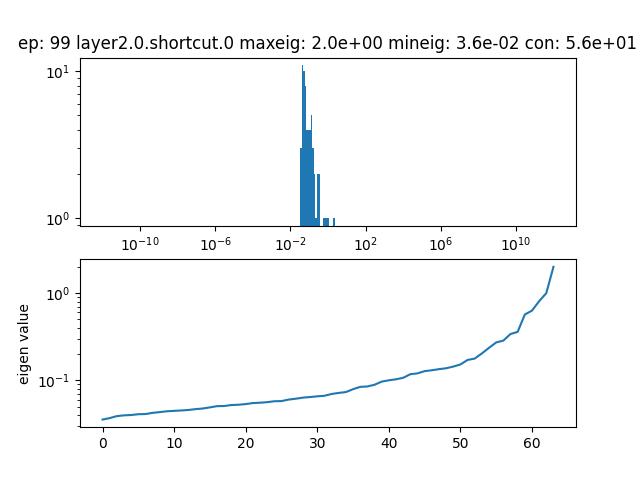 ep: 99 layer2.0.shortcut.0 maxeig: 2.0e+00 mineig: 3.6e-02 con: 5.6e+01
10¹
10⁰
10⁻¹⁰ 10⁻⁶ 10⁻² 10² 10⁶ 10¹⁰
eigen value
10⁰
10⁻¹
0 10 20 30 40 50 60